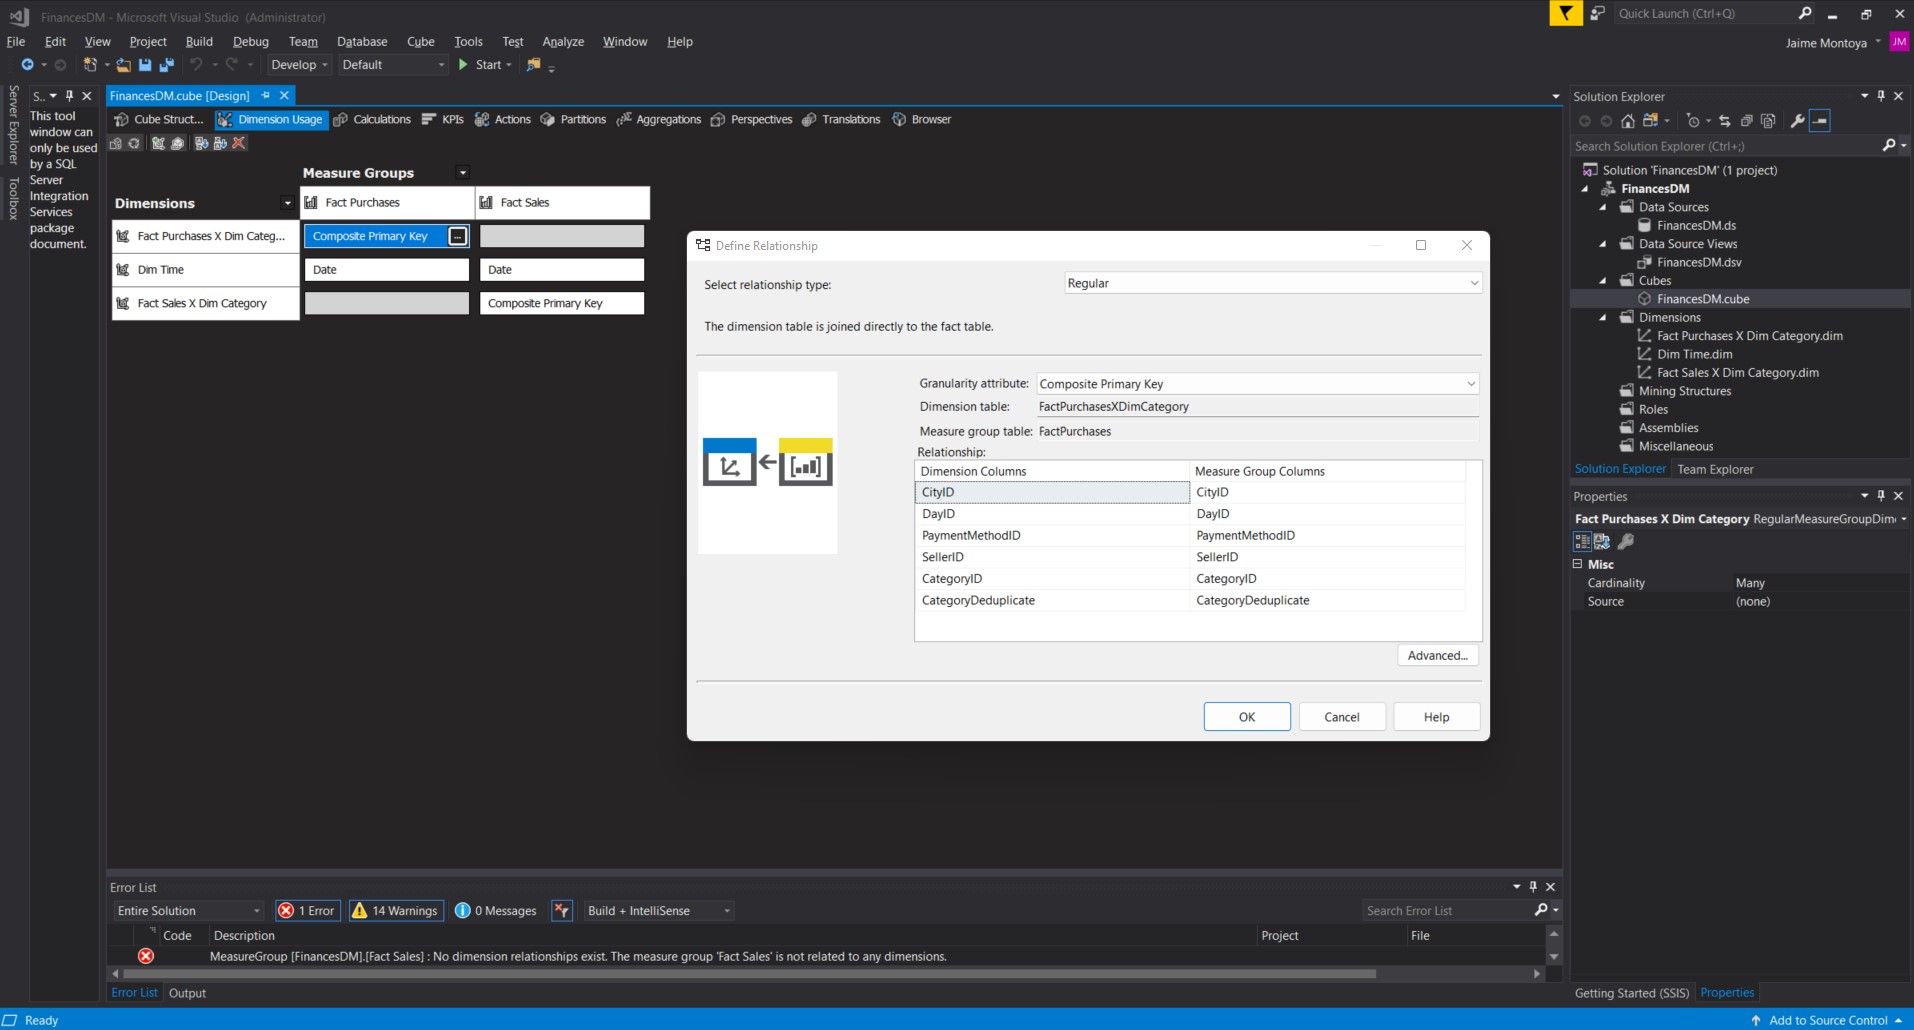 FinancesDM - Microsoft Visual Studio (Administrator)
Quick Launch (Ctrl+Q)
File Edit View Project Build Debug Team Database Cube Tools Test Analyze Window Help
Jaime Montoya JM
Develop Default Start
Server Explorer
Toolbox
S..
This tool
window can
only be used
by a SQL
Server
Integration
Services
package
document.
FinancesDM.cube [Design]
Cube Struct... Dimension Usage Calculations KPIs Actions Partitions Aggregations Perspectives Translations Browser
Measure Groups
Dimensions Fact Purchases Fact Sales
Fact Purchases X Dim Categ... Composite Primary Key ...
Dim Time Date Date
Fact Sales X Dim Category Composite Primary Key
Define Relationship
Select relationship type: Regular
The dimension table is joined directly to the fact table.
Granularity attribute: Composite Primary Key
Dimension table: FactPurchasesXDimCategory
Measure group table: FactPurchases
Relationship:
Dimension Columns Measure Group Columns
CityID CityID
DayID DayID
PaymentMethodID PaymentMethodID
SellerID SellerID
CategoryID CategoryID
CategoryDeduplicate CategoryDeduplicate
Advanced...
OK Cancel Help
Solution Explorer
Search Solution Explorer (Ctrl+;)
Solution 'FinancesDM' (1 project)
FinancesDM
Data Sources
FinancesDM.ds
Data Source Views
FinancesDM.dsv
Cubes
FinancesDM.cube
Dimensions
Fact Purchases X Dim Category.dim
Dim Time.dim
Fact Sales X Dim Category.dim
Mining Structures
Roles
Assemblies
Miscellaneous
Solution Explorer Team Explorer
Properties
Fact Purchases X Dim Category RegularMeasureGroupDim
Misc
Cardinality Many
Source (none)
Getting Started (SSIS) Properties
Error List
Entire Solution 1 Error 14 Warnings 0 Messages Build + IntelliSense Search Error List
Code Description Project File
MeasureGroup [FinancesDM].[Fact Sales] : No dimension relationships exist. The measure group 'Fact Sales' is not related to any dimensions.
Error List Output
Ready Add to Source Control